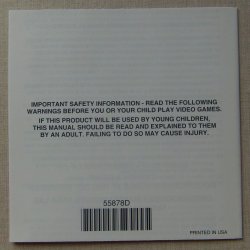 IMPORTANT SAFETY INFORMATION - READ THE FOLLOWING
WARNINGS BEFORE YOU OR YOUR CHILD PLAY VIDEO GAMES.
IF THIS PRODUCT WILL BE USED BY YOUNG CHILDREN,
THIS MANUAL SHOULD BE READ AND EXPLAINED TO THEM
BY AN ADULT. FAILING TO DO SO MAY CAUSE INJURY.
55878D
PRINTED IN USA